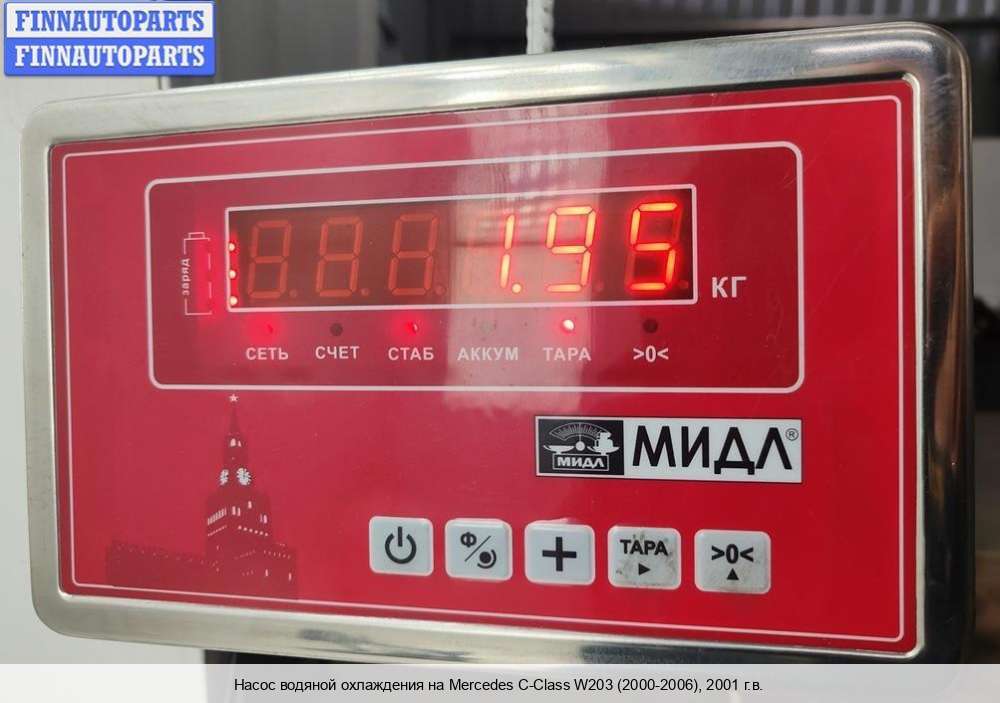 FINNAUTOPARTS
FINNAUTOPARTS
заряд
1.95
КГ
СЕТЬ СЧЕТ СТАБ АККУМ ТАРА >0<
МИДЛ МИДЛ®
Ф ТАРА >0<
Насос водяной охлаждения на Mercedes C-Class W203 (2000-2006), 2001 г.в.